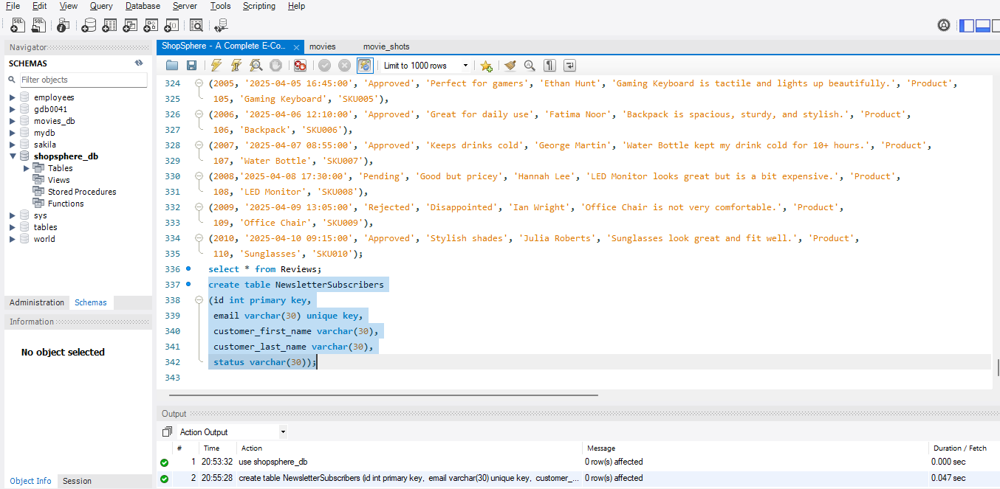 File Edit View Query Database Server Tools Scripting Help
Navigator
SCHEMAS
Filter objects
employees
gdb0041
movies_db
mydb
sakila
shopsphere_db
Tables
Views
Stored Procedures
Functions
sys
tables
world
Administration Schemas
Information
No object selected
Object Info Session
ShopSphere - A Complete E-Co... movies movie_shots
Limit to 1000 rows
324 (2005, '2025-04-05 16:45:00', 'Approved', 'Perfect for gamers', 'Ethan Hunt', 'Gaming Keyboard is tactile and lights up beautifully.', 'Product',
325 105, 'Gaming Keyboard', 'SKU005'),
326 (2006, '2025-04-06 12:10:00', 'Approved', 'Great for daily use', 'Fatima Noor', 'Backpack is spacious, sturdy, and stylish.', 'Product',
327 106, 'Backpack', 'SKU006'),
328 (2007, '2025-04-07 08:55:00', 'Approved', 'Keeps drinks cold', 'George Martin', 'Water Bottle kept my drink cold for 10+ hours.', 'Product',
329 107, 'Water Bottle', 'SKU007'),
330 (2008,'2025-04-08 17:30:00', 'Pending', 'Good but pricey', 'Hannah Lee', 'LED Monitor looks great but is a bit expensive.', 'Product',
331 108, 'LED Monitor', 'SKU008'),
332 (2009, '2025-04-09 13:05:00', 'Rejected', 'Disappointed', 'Ian Wright', 'Office Chair is not very comfortable.', 'Product',
333 109, 'Office Chair', 'SKU009'),
334 (2010, '2025-04-10 09:15:00', 'Approved', 'Stylish shades', 'Julia Roberts', 'Sunglasses look great and fit well.', 'Product',
335 110, 'Sunglasses', 'SKU010');
336 select * from Reviews;
337 create table NewsletterSubscribers
338 (id int primary key,
339 email varchar(30) unique key,
340 customer_first_name varchar(30),
341 customer_last_name varchar(30),
342 status varchar(30));
343
Output
Action Output
# Time Action Message Duration / Fetch
1 20:53:32 use shopsphere_db 0 row(s) affected 0.000 sec
2 20:55:28 create table NewsletterSubscribers (id int primary key, email varchar(30) unique key, customer_... 0 row(s) affected 0.047 sec